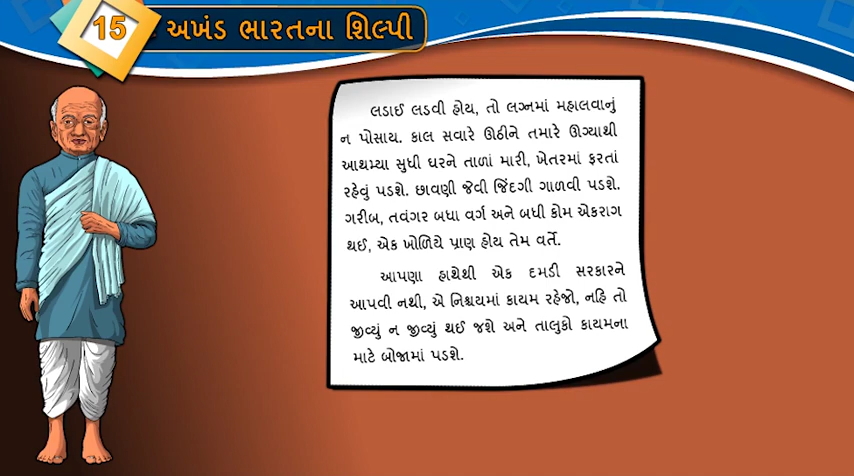 15 અખંડ ભારતના શિલ્પી
લડાઈ લડવી હોય, તો લગ્નમાં મહાલવાનું
ન પોસાય. કાલ સવારે ઊઠીને તમારે ઊગ્યાથી
આથમ્યા સુધી ઘરને તાળાં મારી, ખેતરમાં ફરતાં
રહેવું પડશે. છાવણી જેવી જિંદગી ગાળવી પડશે.
ગરીબ, તવંગર બધા વર્ગ અને બધી કોમ એકરાગ
થઈ, એક ખોળિયે પ્રાણ હોય તેમ વર્તે.
આપણા હાથેથી એક દમડી સરકારને
આપવી નથી, એ નિશ્ચયમાં કાયમ રહેજો, નહિ તો
જીવ્યું ન જીવ્યું થઈ જશે અને તાલુકો કાયમના
માટે બોજામાં પડશે.